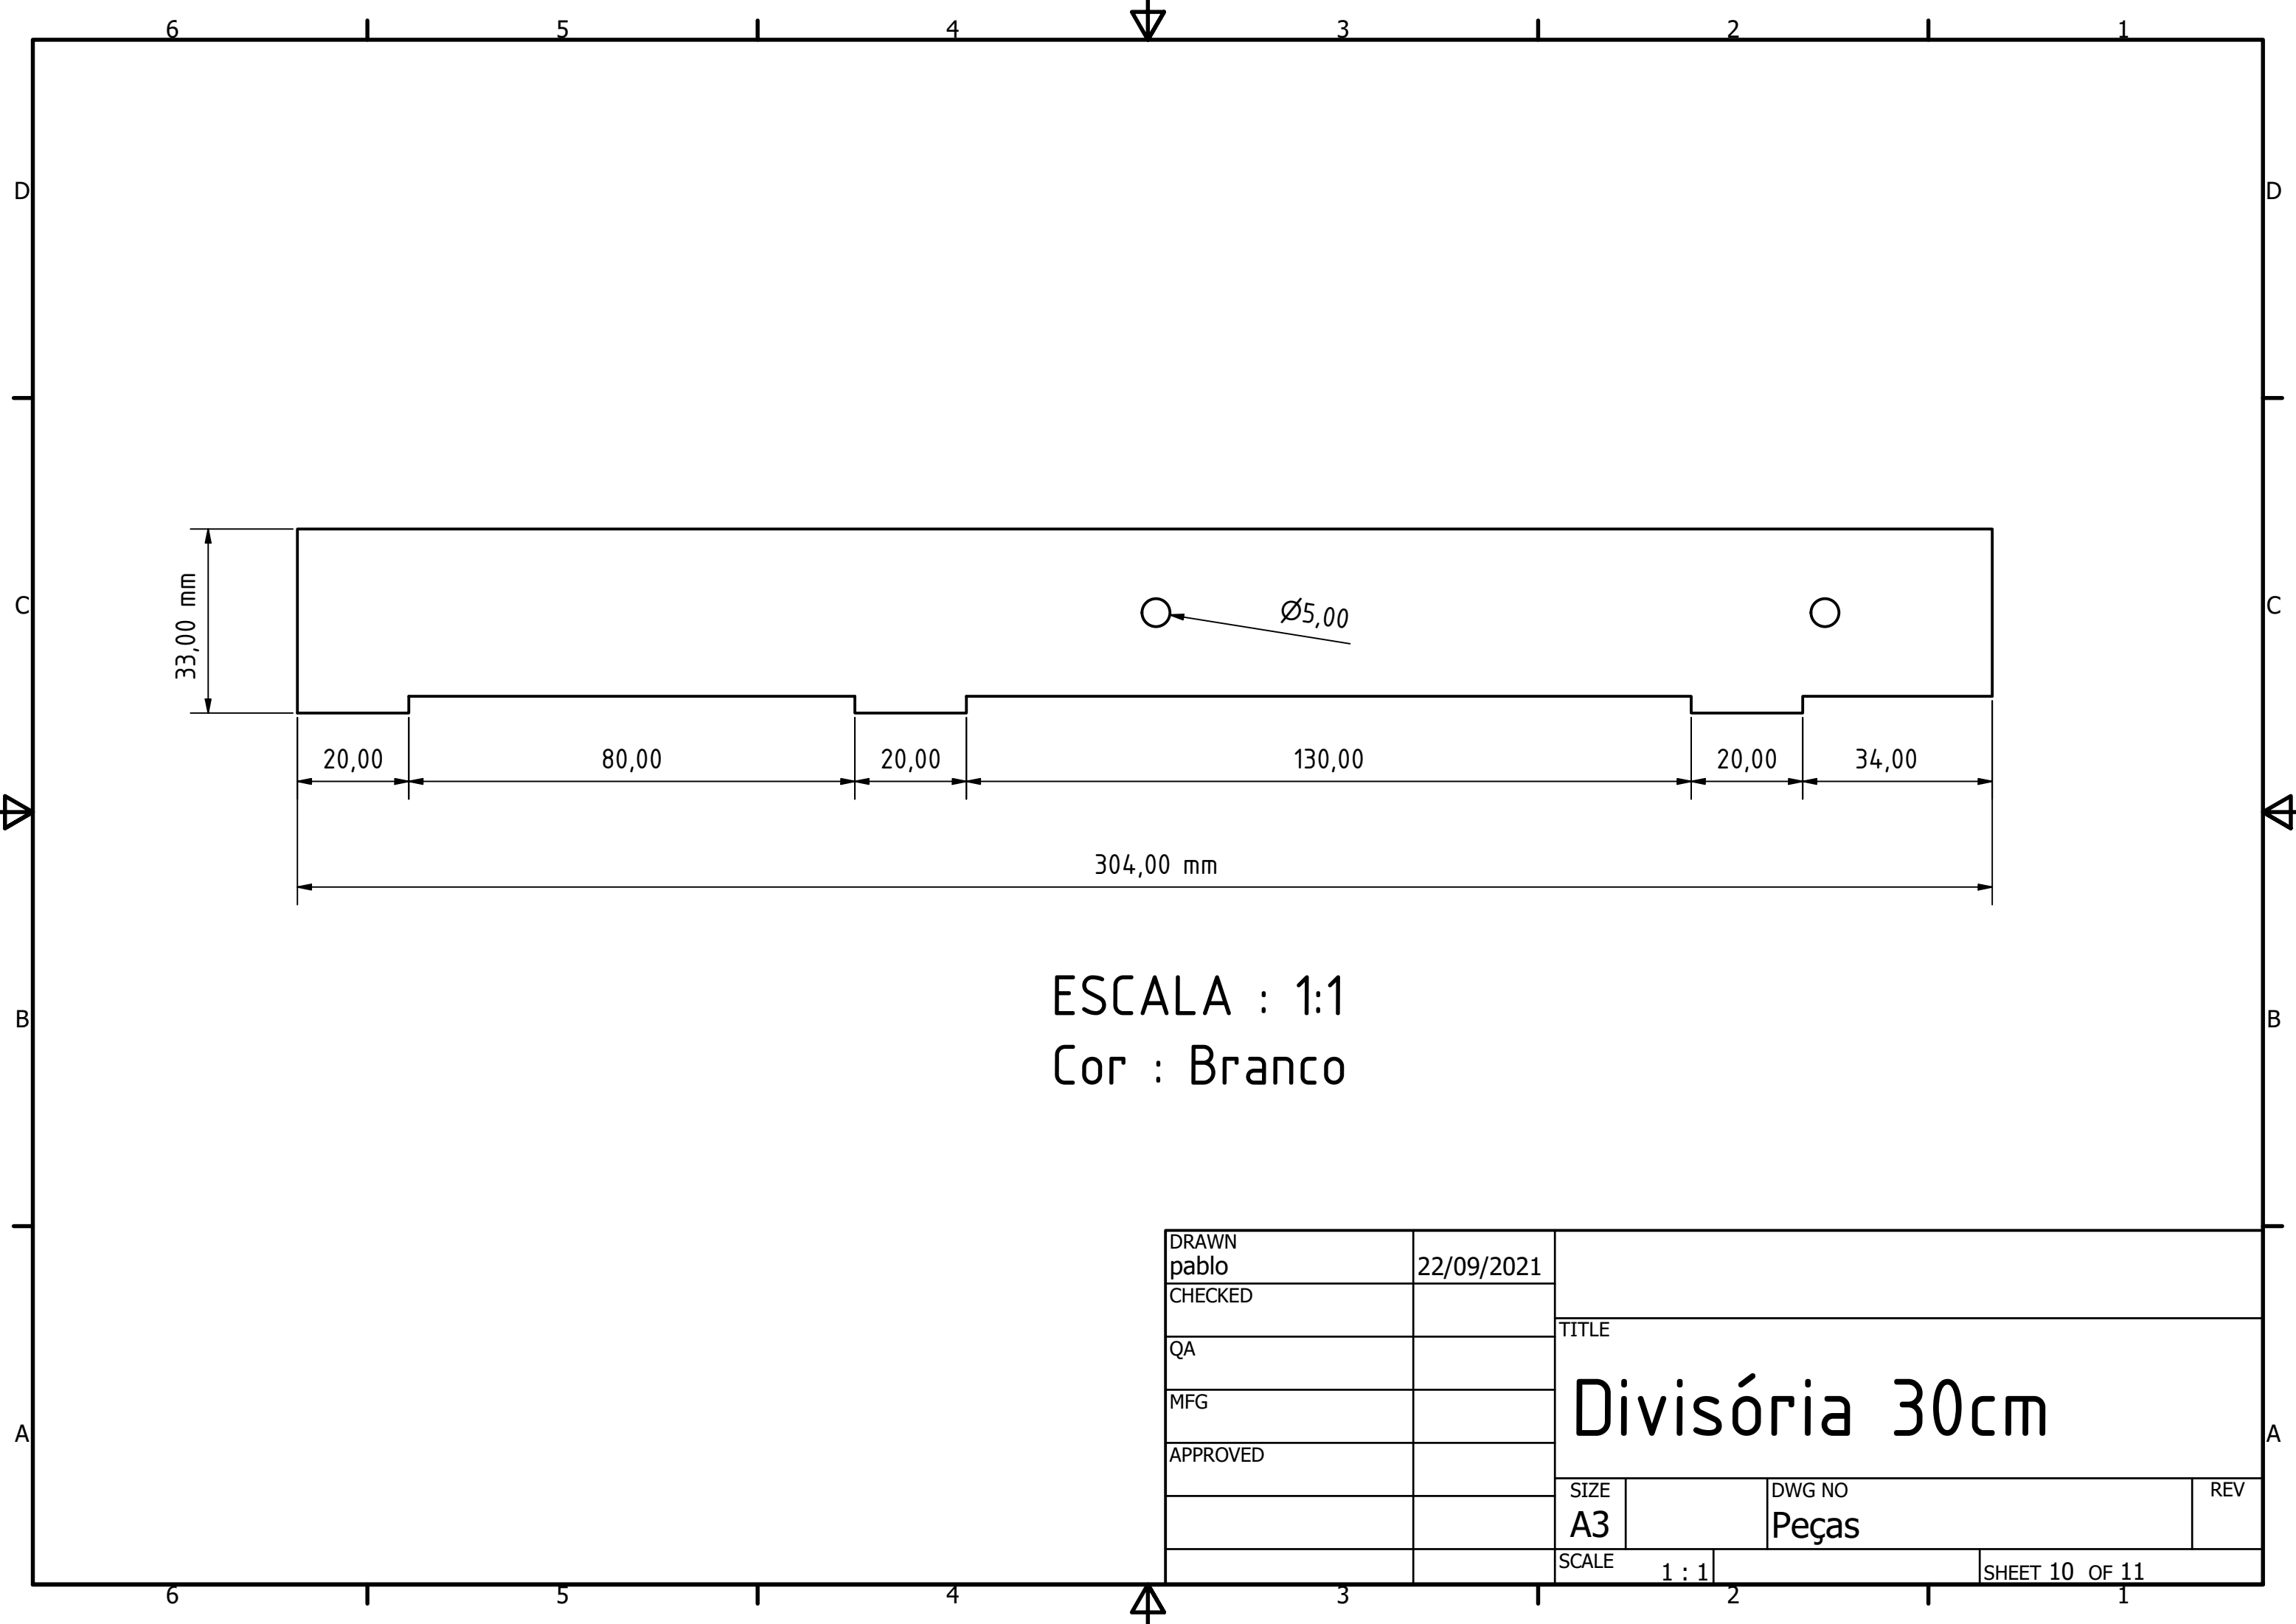 6 5 4 3 2 1
D D
33,00 mm
C C
Ø5,00
20,00 80,00 20,00 130,00 20,00 34,00
304,00 mm
ESCALA : 1:1
B B
Cor : Branco
DRAWN
pablo 22/09/2021
CHECKED
TITLE
QA
Divisória 30cm
MFG
A A
APPROVED
SIZE DWG NO REV
A3 Peças
SCALE 1 : 1 SHEET 10 OF 11
6 5 4 3 2 1